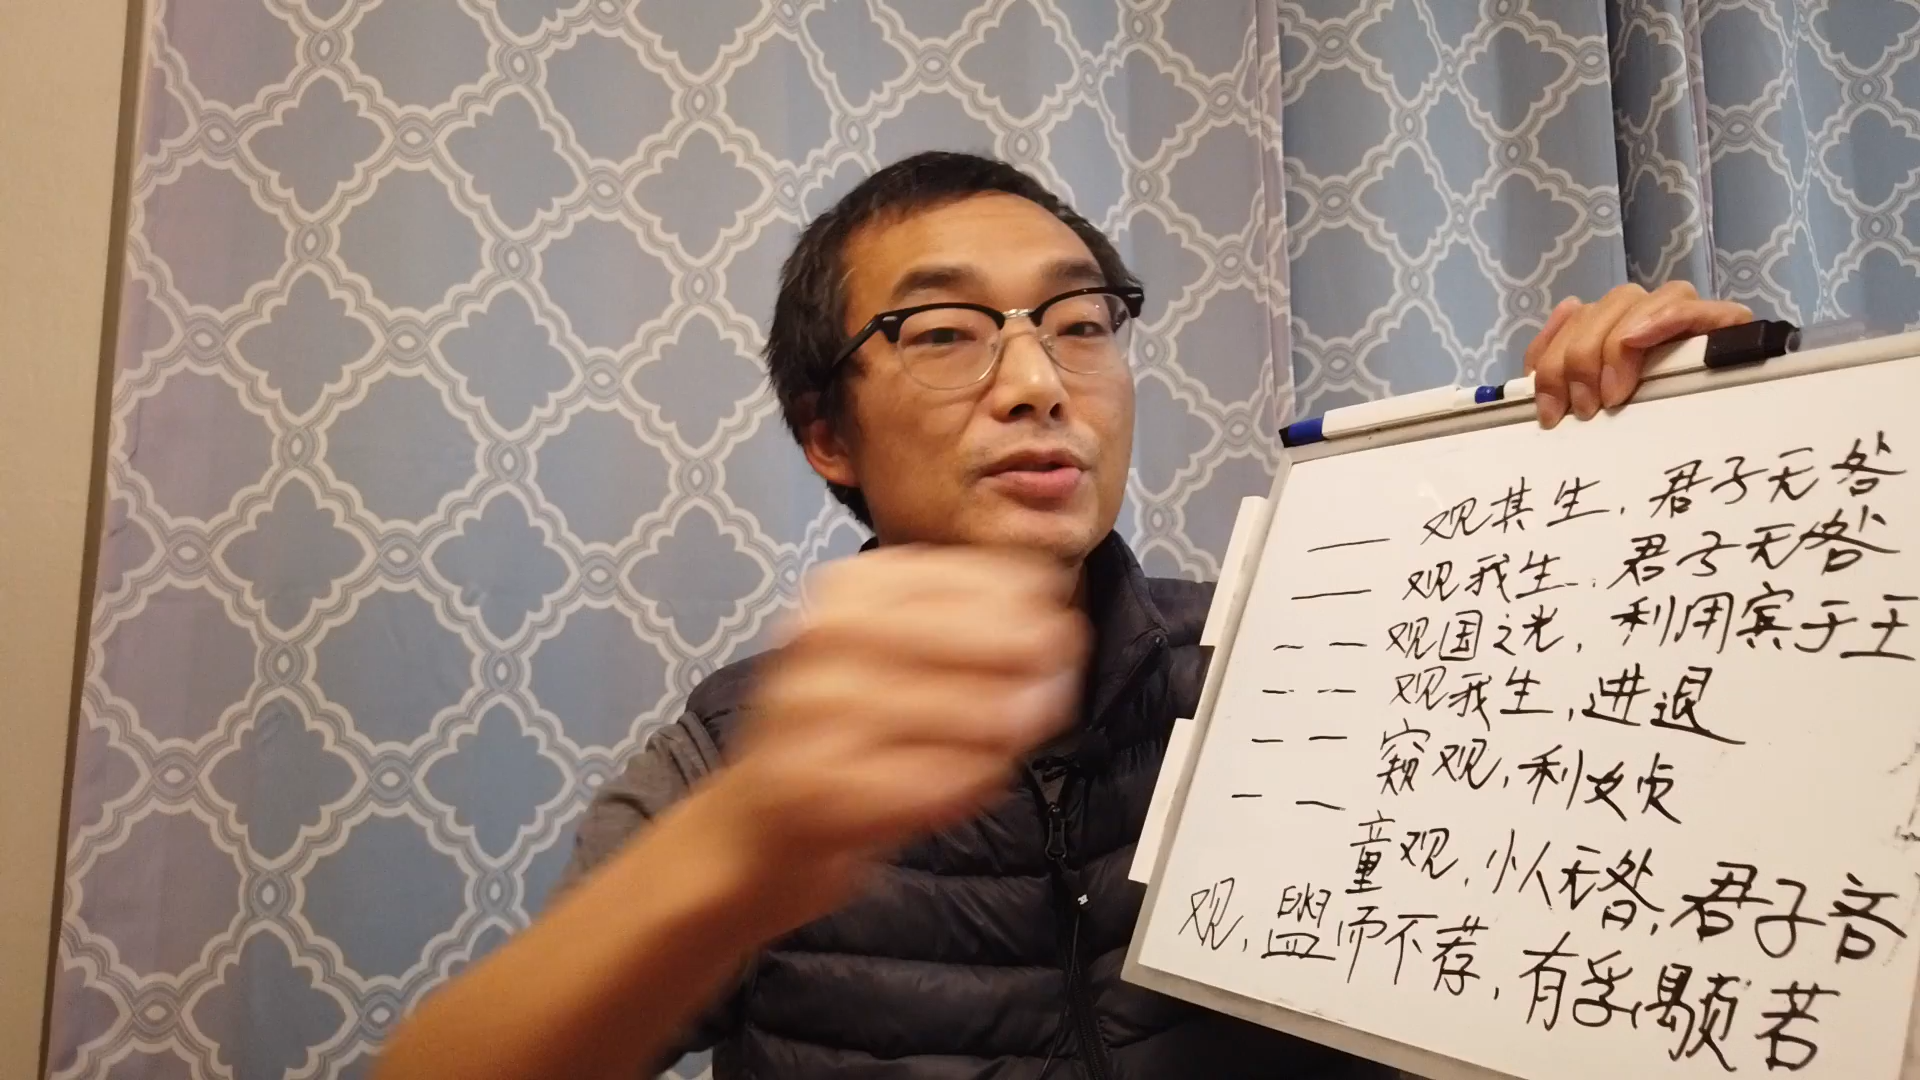 观其生，君子无咎
观我生，君子无咎
观国之光，利用宾于王
观我生，进退
窥观，利女贞
童观，小人无咎，君子吝
观，盥而不荐，有孚颙若